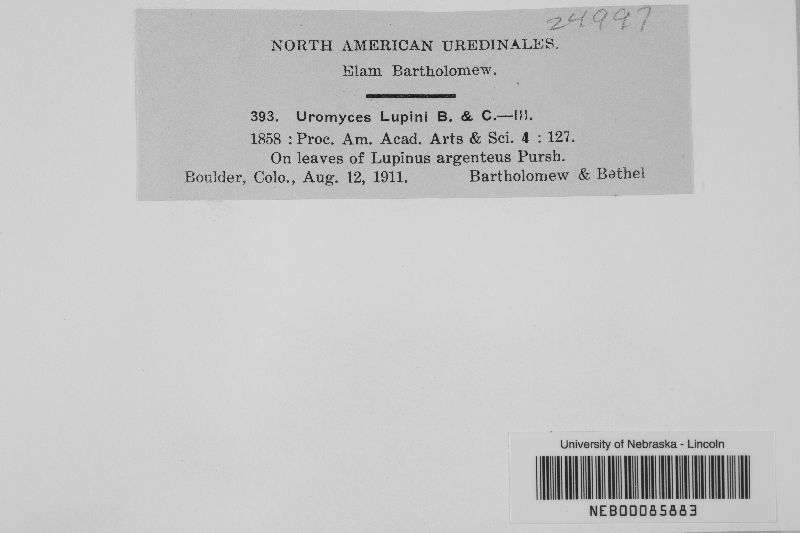 24997
NORTH AMERICAN UREDINALES.
Elam Bartholomew.
393. Uromyces Lupini B. & C.—III.
1858 : Proc. Am. Acad. Arts & Sci. 4 : 127.
On leaves of Lupinus argenteus Pursh.
Boulder, Colo., Aug. 12, 1911. Bartholomew & Bethel
University of Nebraska - Lincoln
NEB00085883